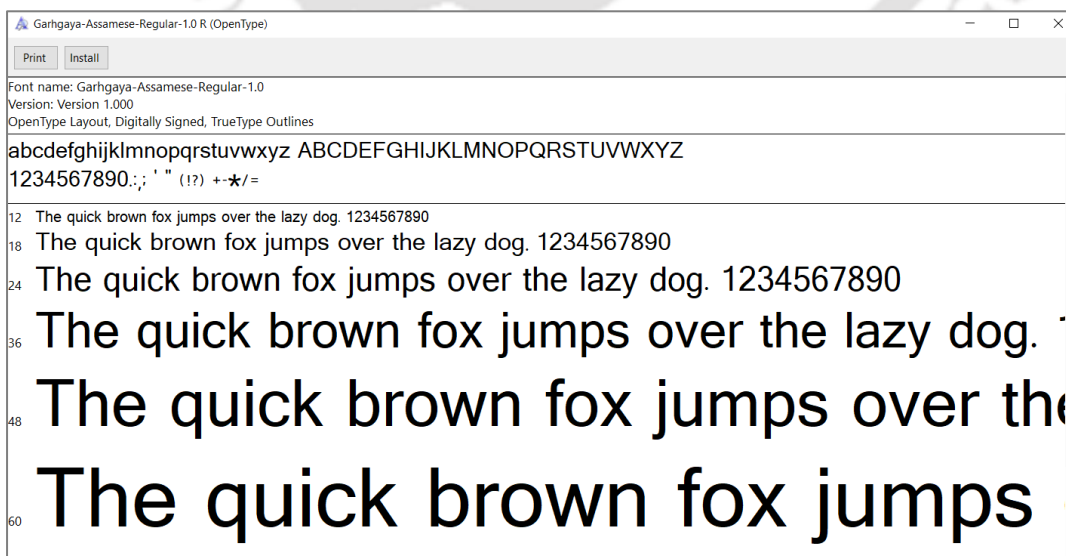 Garhgaya-Assamese-Regular-1.0 R (OpenType)
Print Install
Font name: Garhgaya-Assamese-Regular-1.0
Version: Version 1.000
OpenType Layout, Digitally Signed, TrueType Outlines
abcdefghijklmnopqrstuvwxyz ABCDEFGHIJKLMNOPQRSTUVWXYZ
1234567890.:,; ' " (!?) +-*/=
12 The quick brown fox jumps over the lazy dog. 1234567890
18 The quick brown fox jumps over the lazy dog. 1234567890
24 The quick brown fox jumps over the lazy dog. 1234567890
36 The quick brown fox jumps over the lazy dog.
48 The quick brown fox jumps over the
60 The quick brown fox jumps